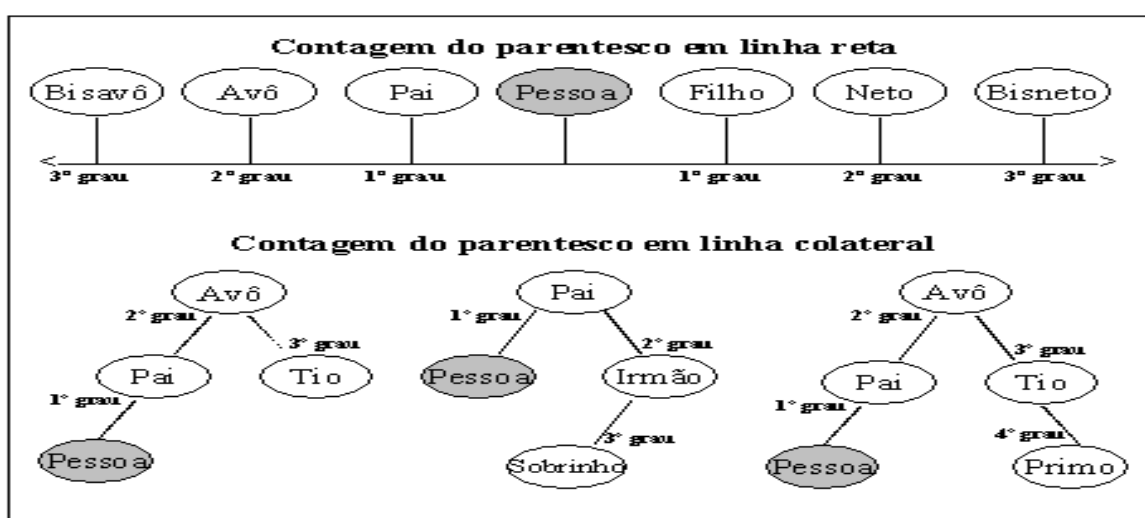 Contagem do parentesco em linha reta
Bisavô Avô Pai Pessoa Filho Neto Bisneto
3° grau 2° grau 1° grau 1° grau 2° grau 3° grau
Contagem do parentesco em linha colateral
Avô Pai Avô
2° grau 1° grau 2° grau
3° grau 2° grau 3° grau
Pai Tio Pessoa Irmão Pai Tio
1° grau 3° grau 1° grau 4° grau
Pessoa Sobrinho Pessoa Primo